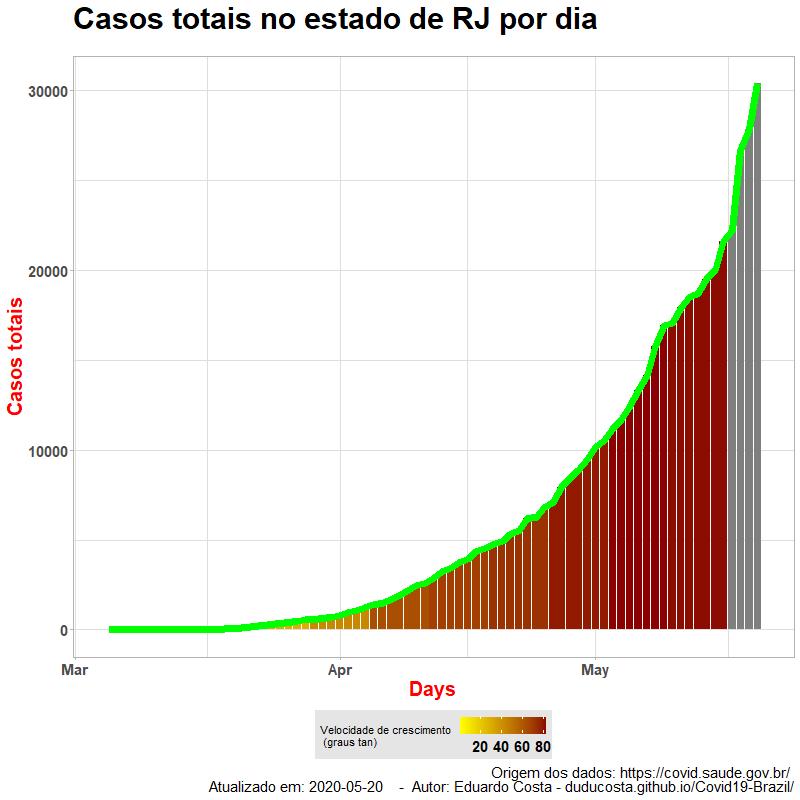 Casos totais no estado de RJ por dia
30000
20000
10000
0
Casos totais
Mar Apr May
Days
Velocidade de crescimento
(graus tan)
20 40 60 80
Origem dos dados: https://covid.saude.gov.br/
Atualizado em: 2020-05-20 - Autor: Eduardo Costa - duducosta.github.io/Covid19-Brazil/